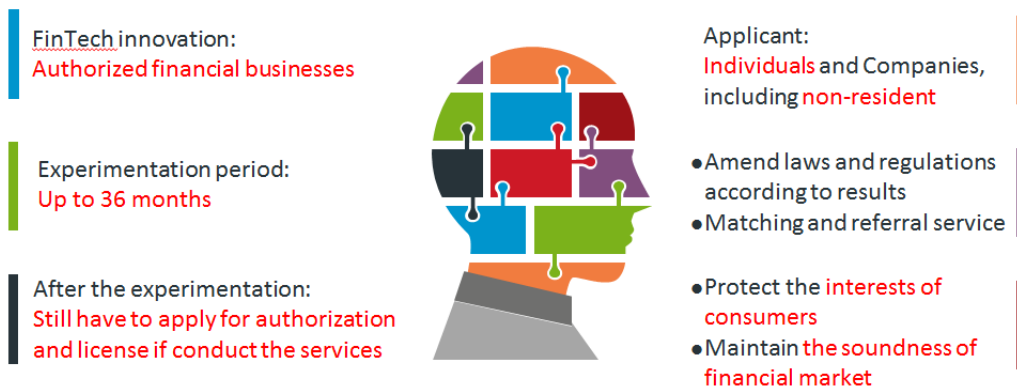 FinTech innovation:
Authorized financial businesses
Experimentation period:
Up to 36 months
After the experimentation:
Still have to apply for authorization
and license if conduct the services
Applicant:
Individuals and Companies,
including non-resident
●Amend laws and regulations
according to results
●Matching and referral service
●Protect the interests of
consumers
●Maintain the soundness of
financial market